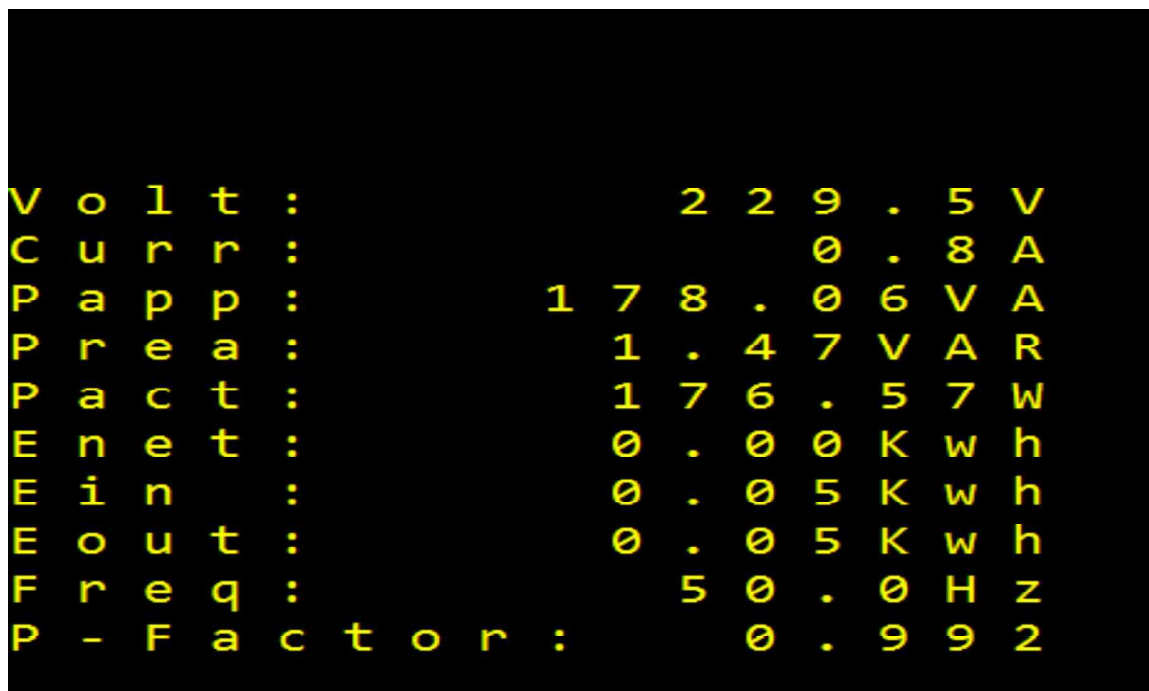 Volt: 229.5V
Curr: 0.8A
Papp: 178.06VA
Prea: 1.47VAR
Pact: 176.57W
Enet: 0.00Kwh
Ein : 0.05Kwh
Eout: 0.05Kwh
Freq: 50.0Hz
P-Factor: 0.992